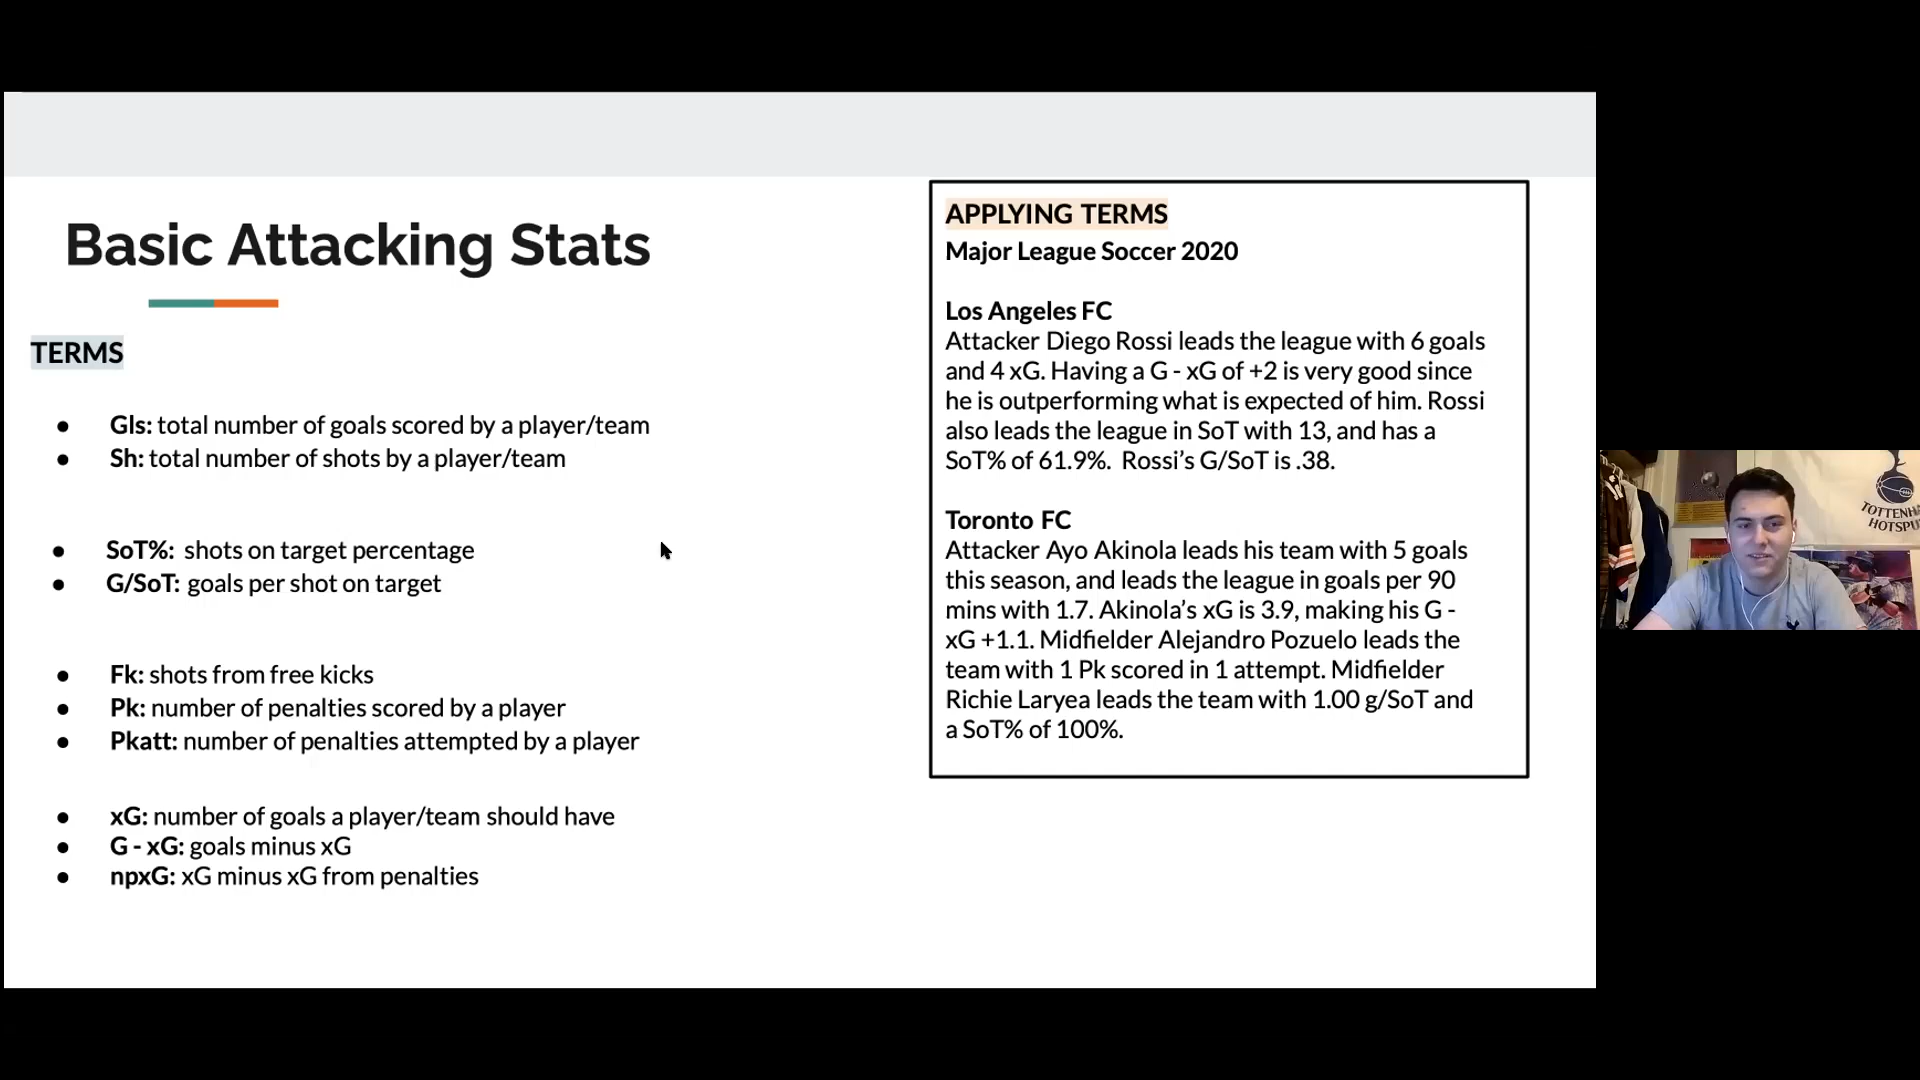 Basic Attacking Stats
TERMS
● Gls: total number of goals scored by a player/team
● Sh: total number of shots by a player/team
● SoT%: shots on target percentage
● G/SoT: goals per shot on target
● Fk: shots from free kicks
● Pk: number of penalties scored by a player
● Pkatt: number of penalties attempted by a player
● xG: number of goals a player/team should have
● G - xG: goals minus xG
● npxG: xG minus xG from penalties
APPLYING TERMS
Major League Soccer 2020
Los Angeles FC
Attacker Diego Rossi leads the league with 6 goals
and 4 xG. Having a G - xG of +2 is very good since
he is outperforming what is expected of him. Rossi
also leads the league in SoT with 13, and has a
SoT% of 61.9%. Rossi's G/SoT is .38.
Toronto FC
Attacker Ayo Akinola leads his team with 5 goals
this season, and leads the league in goals per 90
mins with 1.7. Akinola's xG is 3.9, making his G -
xG +1.1. Midfielder Alejandro Pozuelo leads the
team with 1 Pk scored in 1 attempt. Midfielder
Richie Laryea leads the team with 1.00 g/SoT and
a SoT% of 100%.
TOTTENHA
HOTSPU